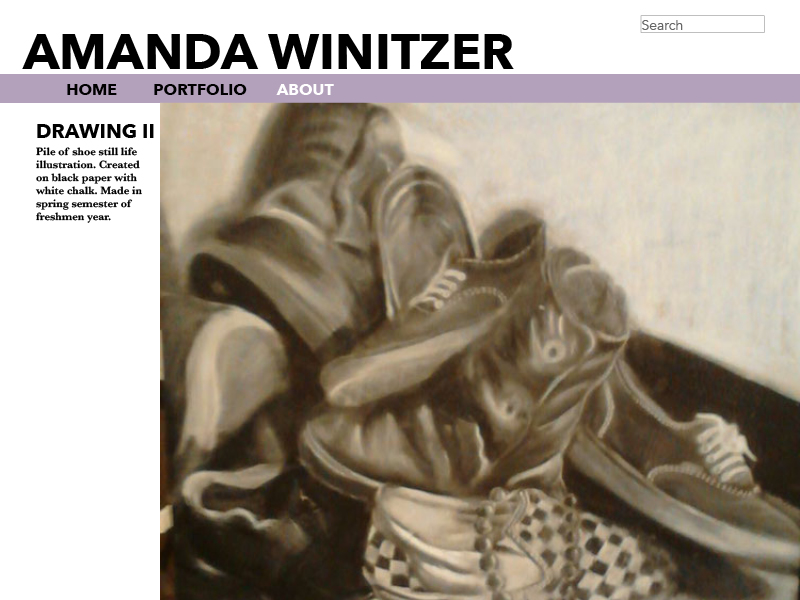 Search
AMANDA WINITZER
HOME PORTFOLIO ABOUT
DRAWING II
Pile of shoe still life
illustration. Created
on black paper with
white chalk. Made in
spring semester of
freshmen year.